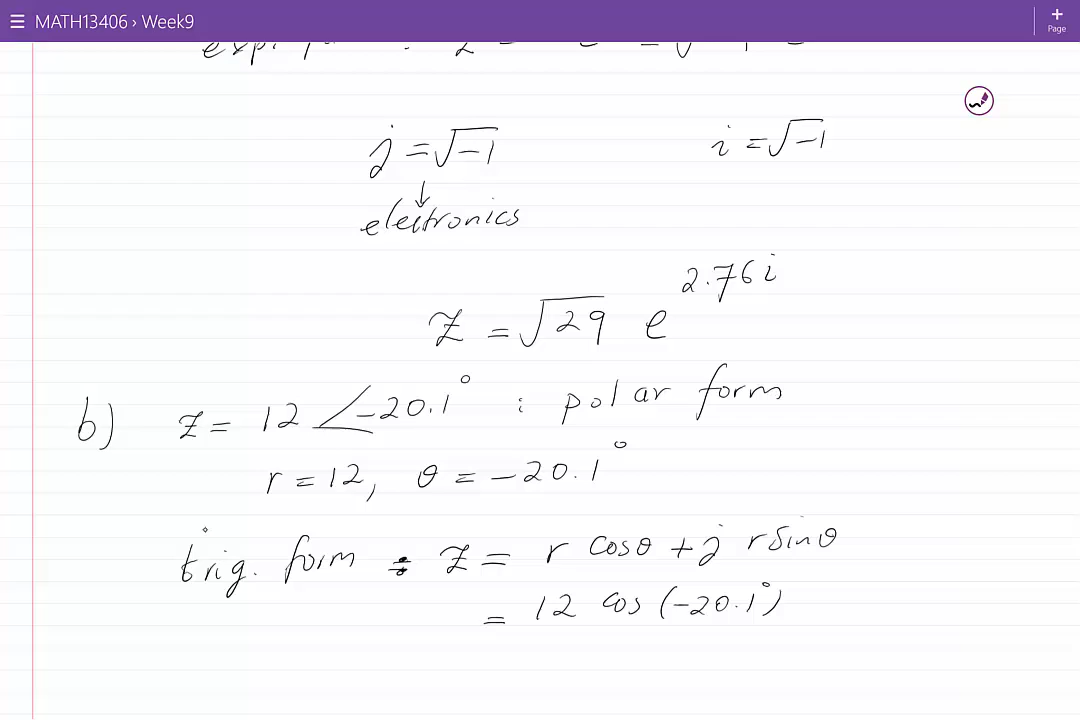 MATH13406 › Week9
Page
j = √-1 i = √-1
↓
electronics
z = √29 e^2.76i
b) z = 12 ∠-20.1° : polar form
r = 12, θ = -20.1°
trig. form : z = r cosθ + j r sinθ
= 12 cos (-20.1°)